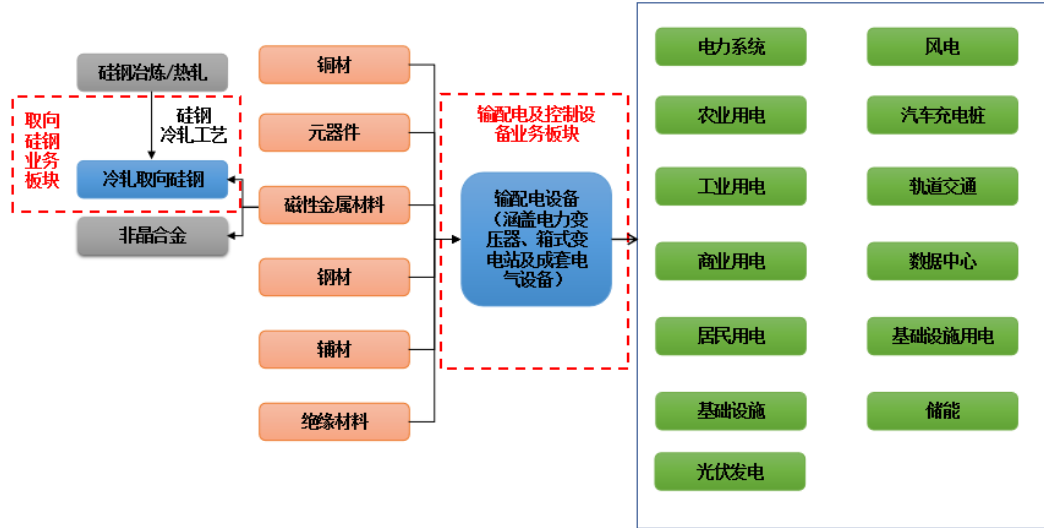 硅钢冶炼/热轧
取向
硅钢
业务
板块
硅钢
冷轧工艺
冷轧取向硅钢
非晶合金
铜材
元器件
磁性金属材料
钢材
辅材
绝缘材料
输配电及控制设
备业务板块
输配电设备
（涵盖电力变
压器、箱式变
电站及成套电
气设备）
电力系统
风电
农业用电
汽车充电桩
工业用电
轨道交通
商业用电
数据中心
居民用电
基础设施用电
基础设施
储能
光伏发电